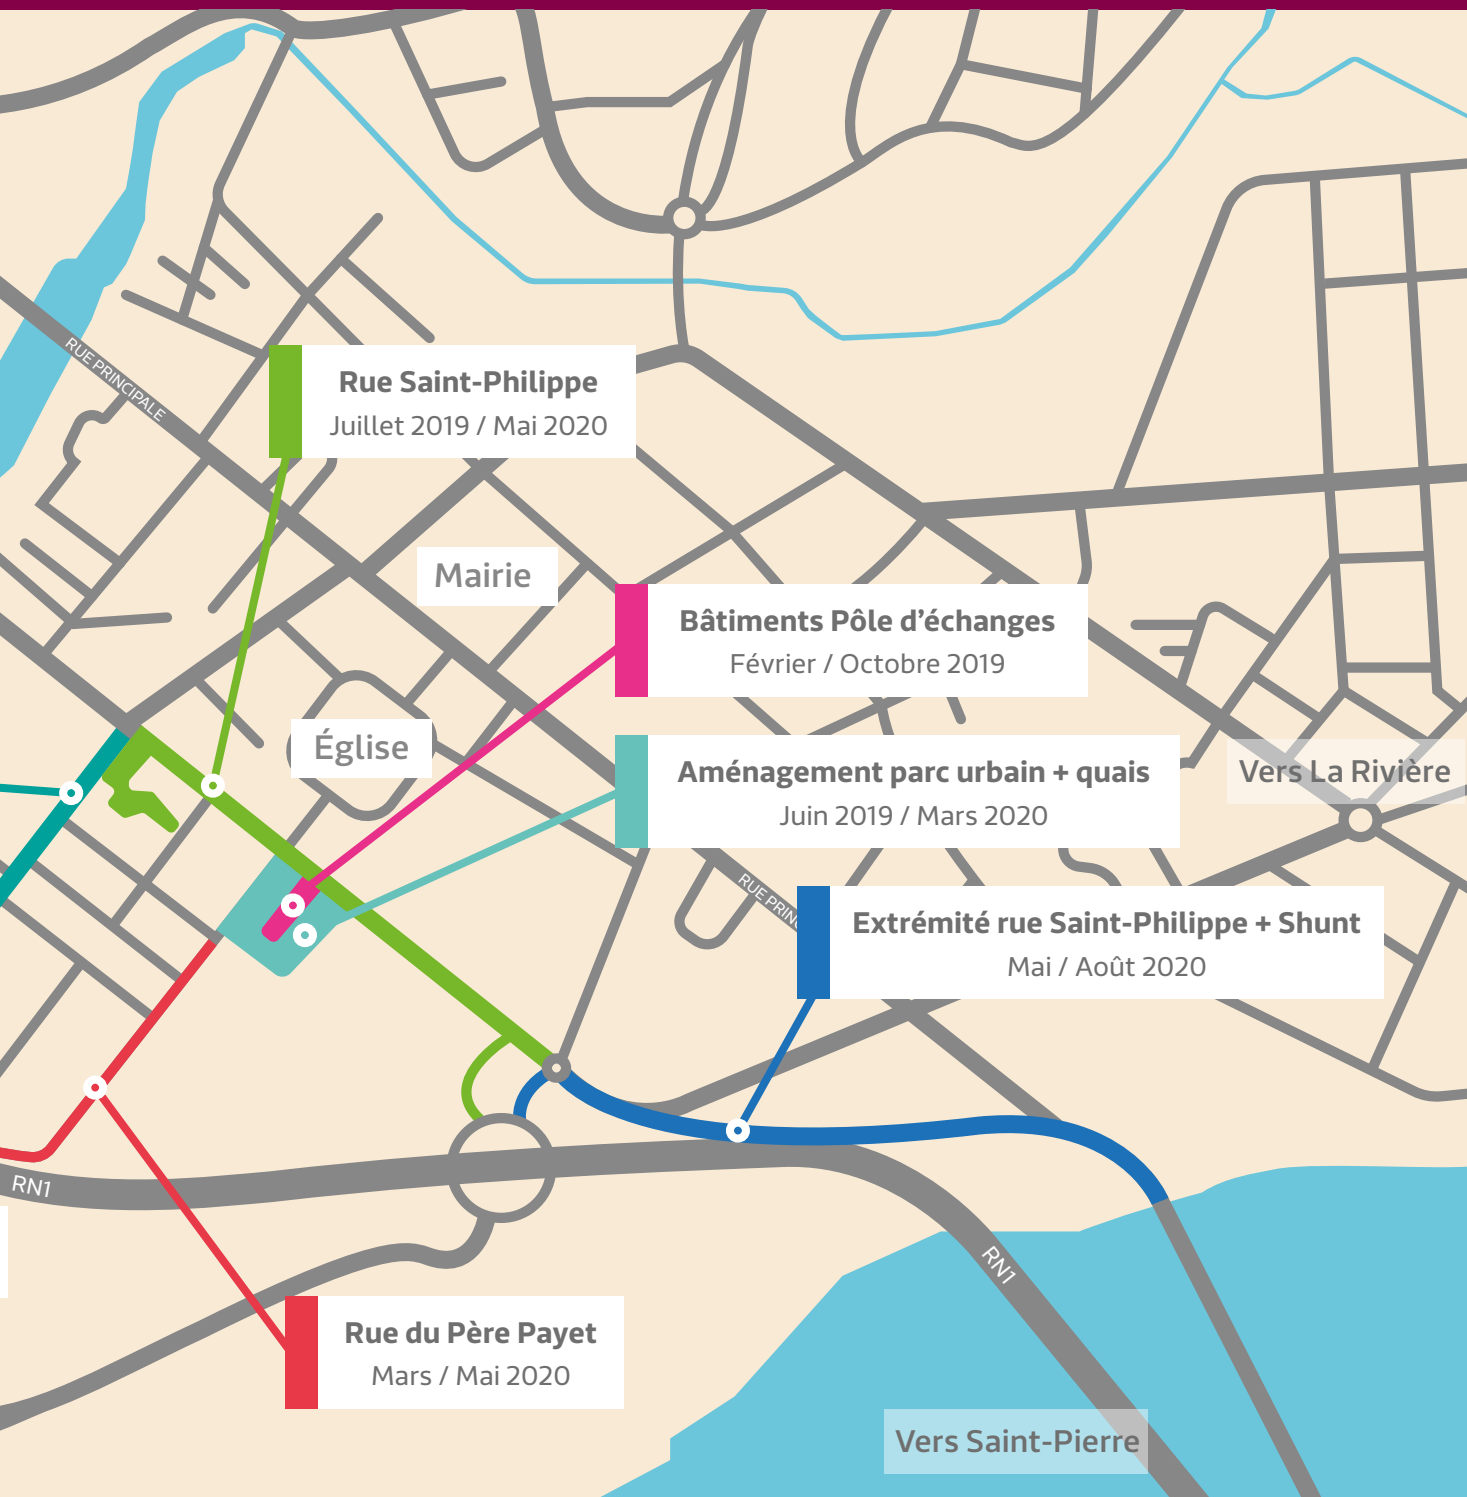 RUE PRINCIPALE
Rue Saint-Philippe
Juillet 2019 / Mai 2020
Mairie
Bâtiments Pôle d’échanges
Février / Octobre 2019
Église
Aménagement parc urbain + quais
Juin 2019 / Mars 2020
Vers La Rivière
RUE PRINC
Extrémité rue Saint-Philippe + Shunt
Mai / Août 2020
RN1
RN1
Rue du Père Payet
Mars / Mai 2020
Vers Saint-Pierre